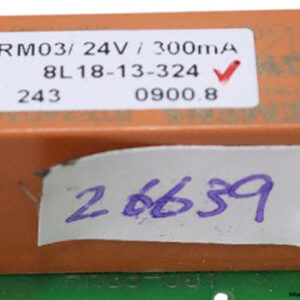 RM03/ 24V / 300mA
8L18-13-324
243 0900.8
26639